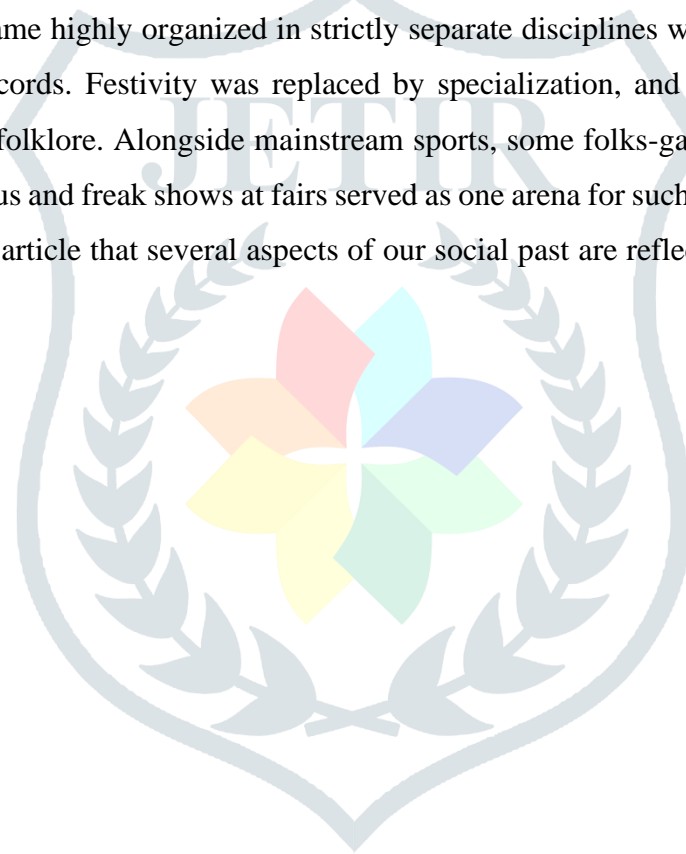 ame highly organized in strictly separate disciplines w
cords. Festivity was replaced by specialization, and
folklore. Alongside mainstream sports, some folks-ga
us and freak shows at fairs served as one arena for such
article that several aspects of our social past are refle
JETIR